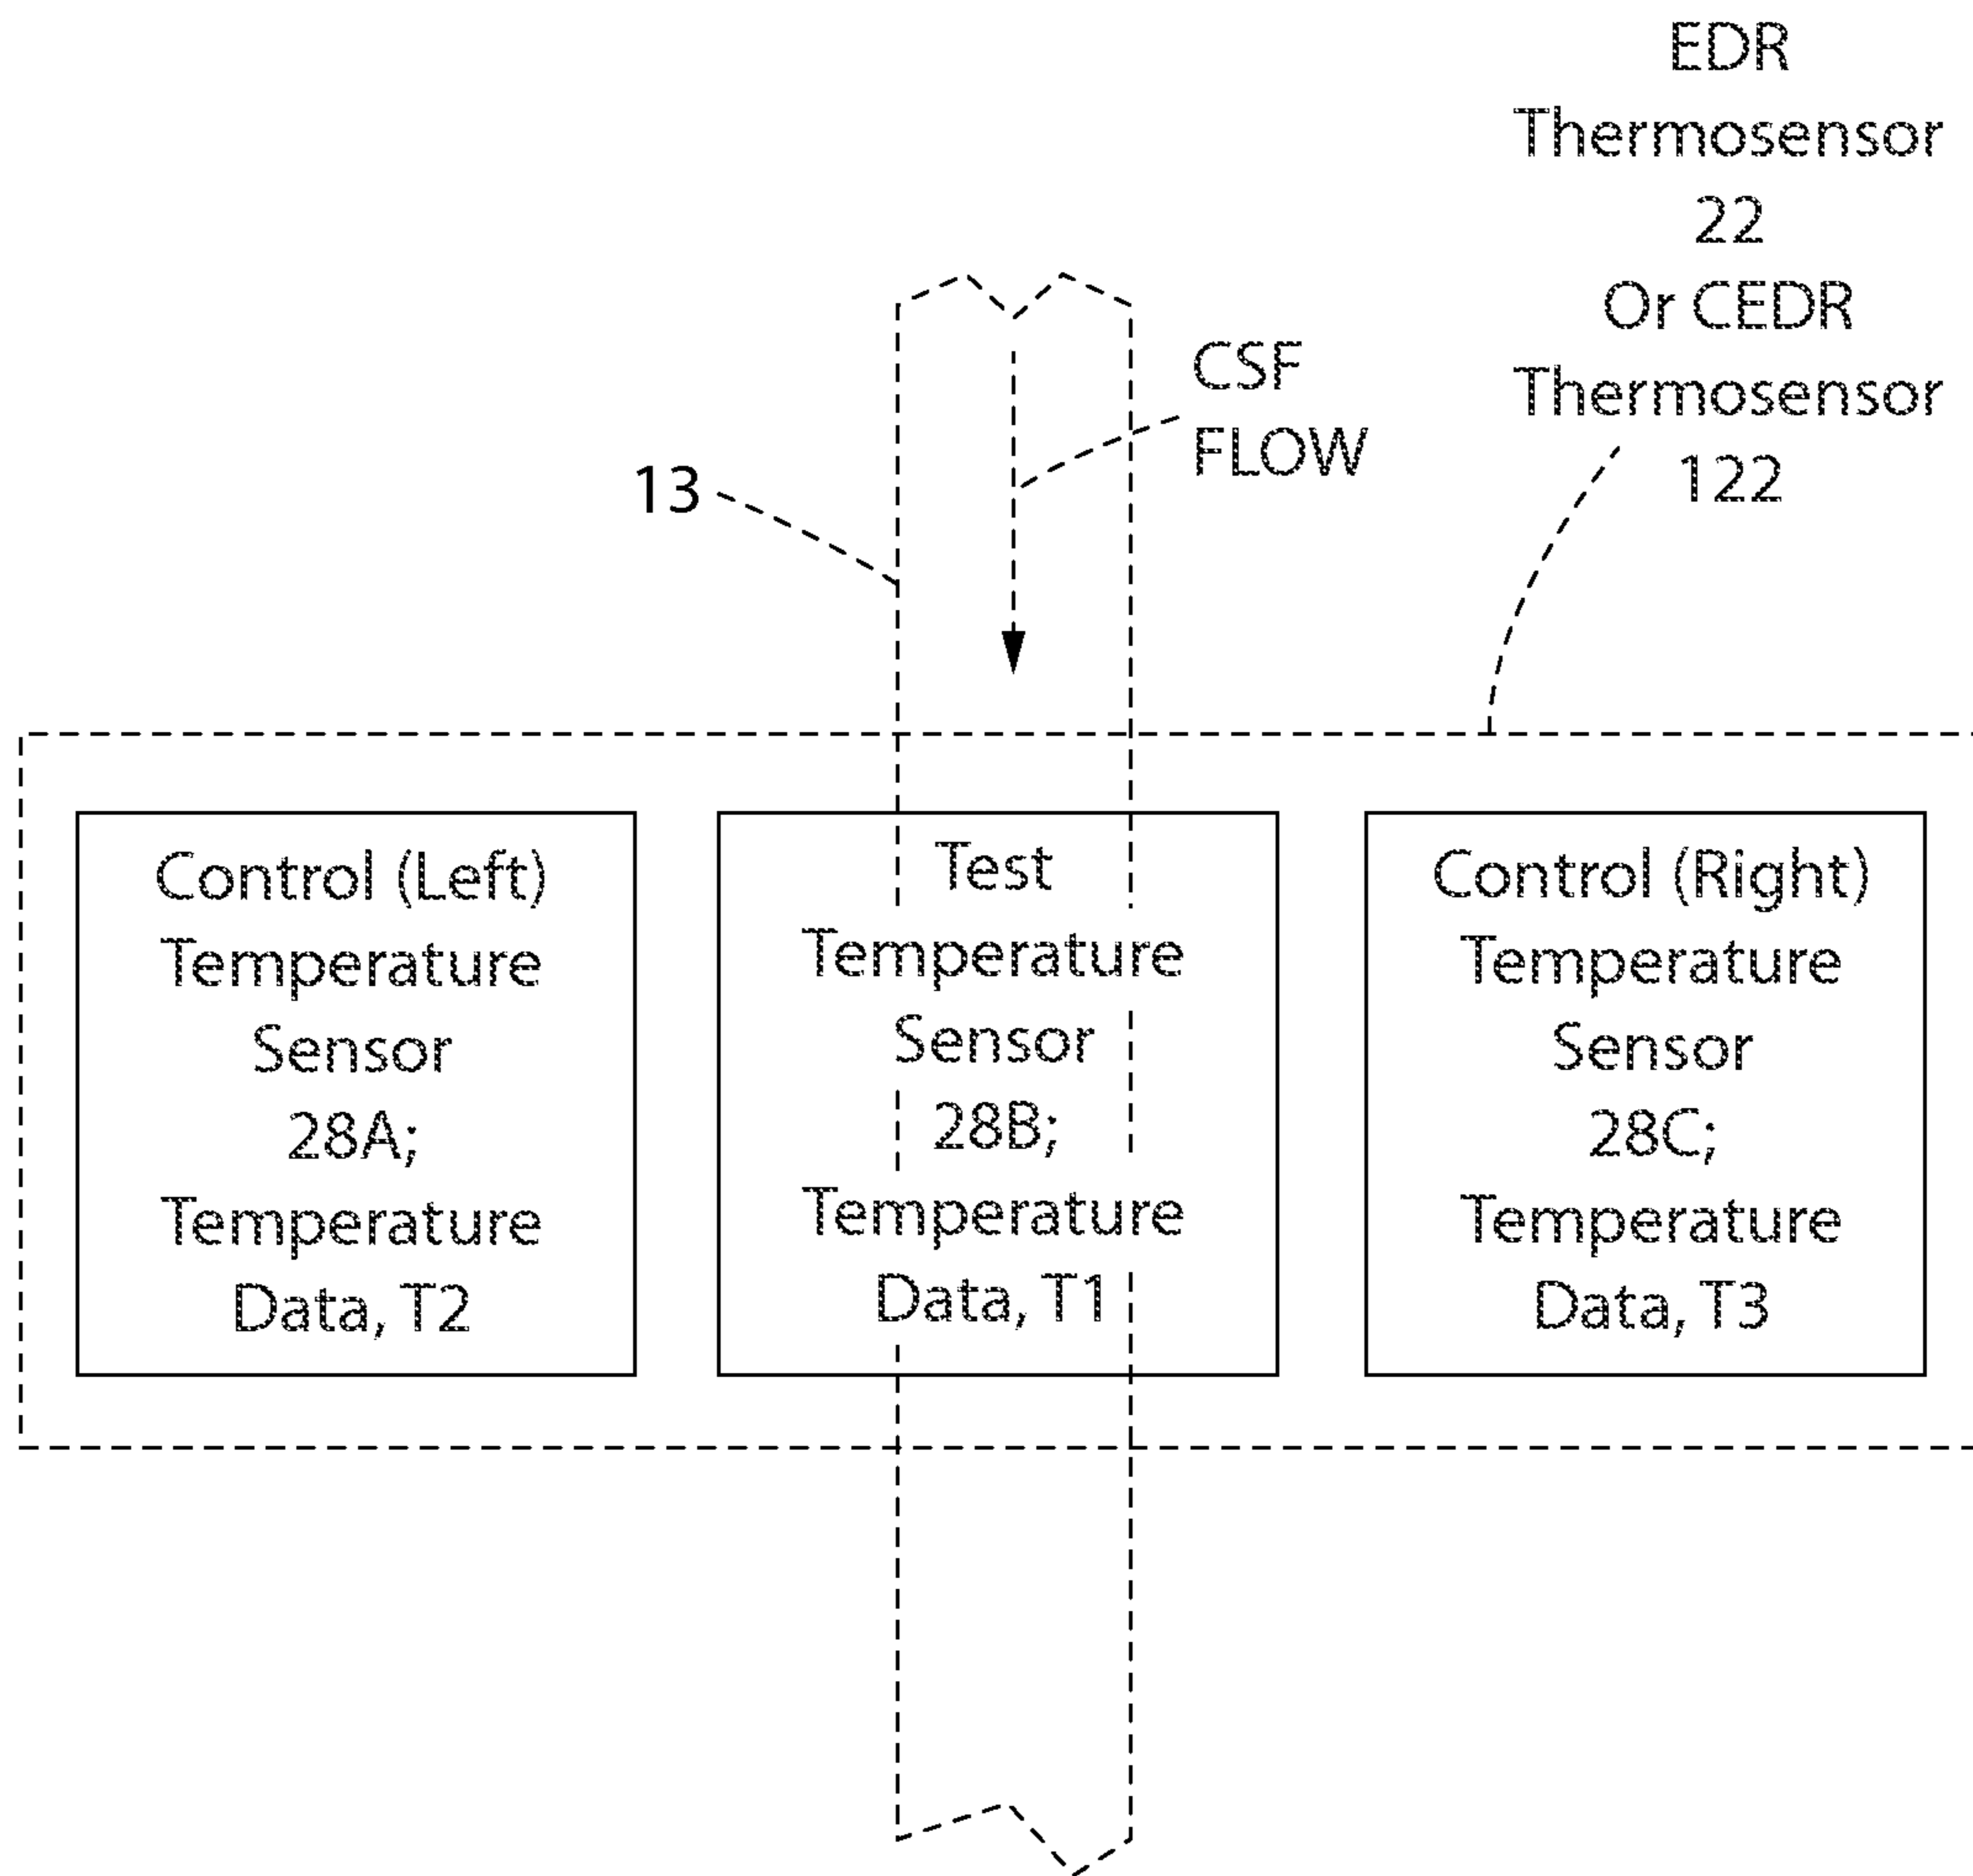 EDR
Thermosensor
22
Or CEDR
Thermosensor
122
CSF
FLOW
13
Control (Left)
Temperature
Sensor
28A;
Temperature
Data, T2
Test
Temperature
Sensor
28B;
Temperature
Data, T1
Control (Right)
Temperature
Sensor
28C;
Temperature
Data, T3